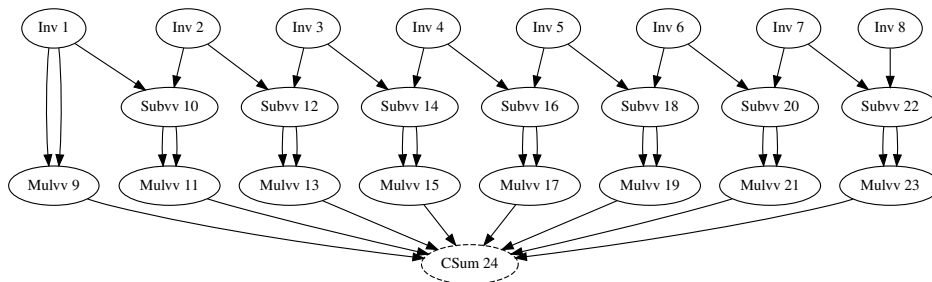 Inv 1 Inv 2 Inv 3 Inv 4 Inv 5 Inv 6 Inv 7 Inv 8
Subvv 10 Subvv 12 Subvv 14 Subvv 16 Subvv 18 Subvv 20 Subvv 22
Mulvv 9 Mulvv 11 Mulvv 13 Mulvv 15 Mulvv 17 Mulvv 19 Mulvv 21 Mulvv 23
CSum 24